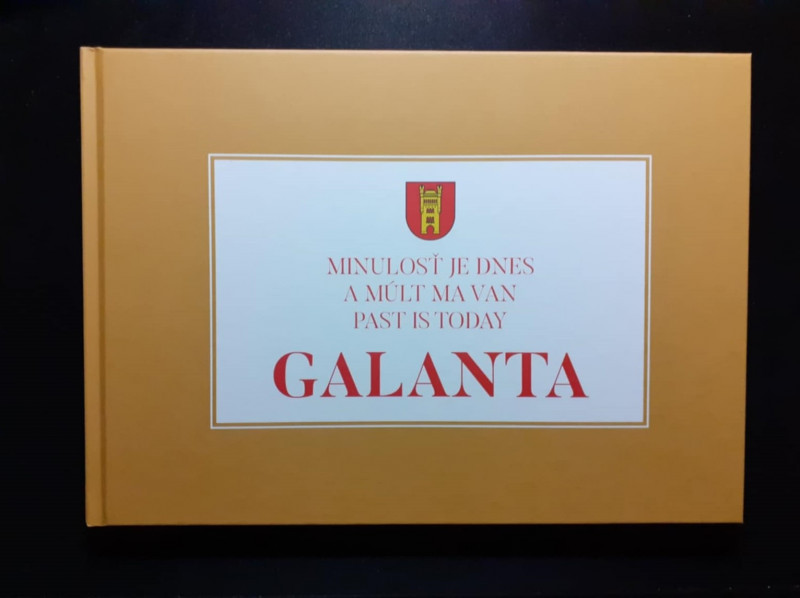 MINULOSŤ JE DNES
A MÚLT MA VAN
PAST IS TODAY
GALANTA